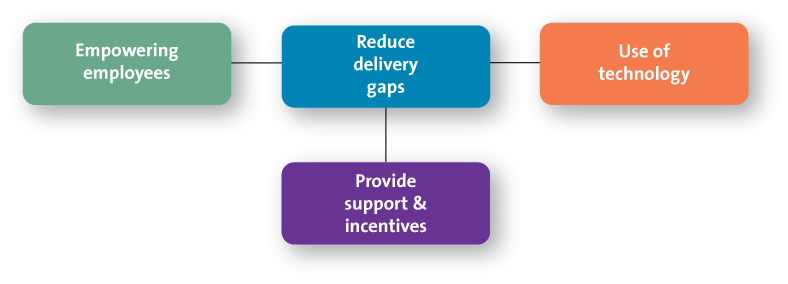 Empowering
employees
Reduce
delivery
gaps
Use of
technology
Provide
support &
incentives